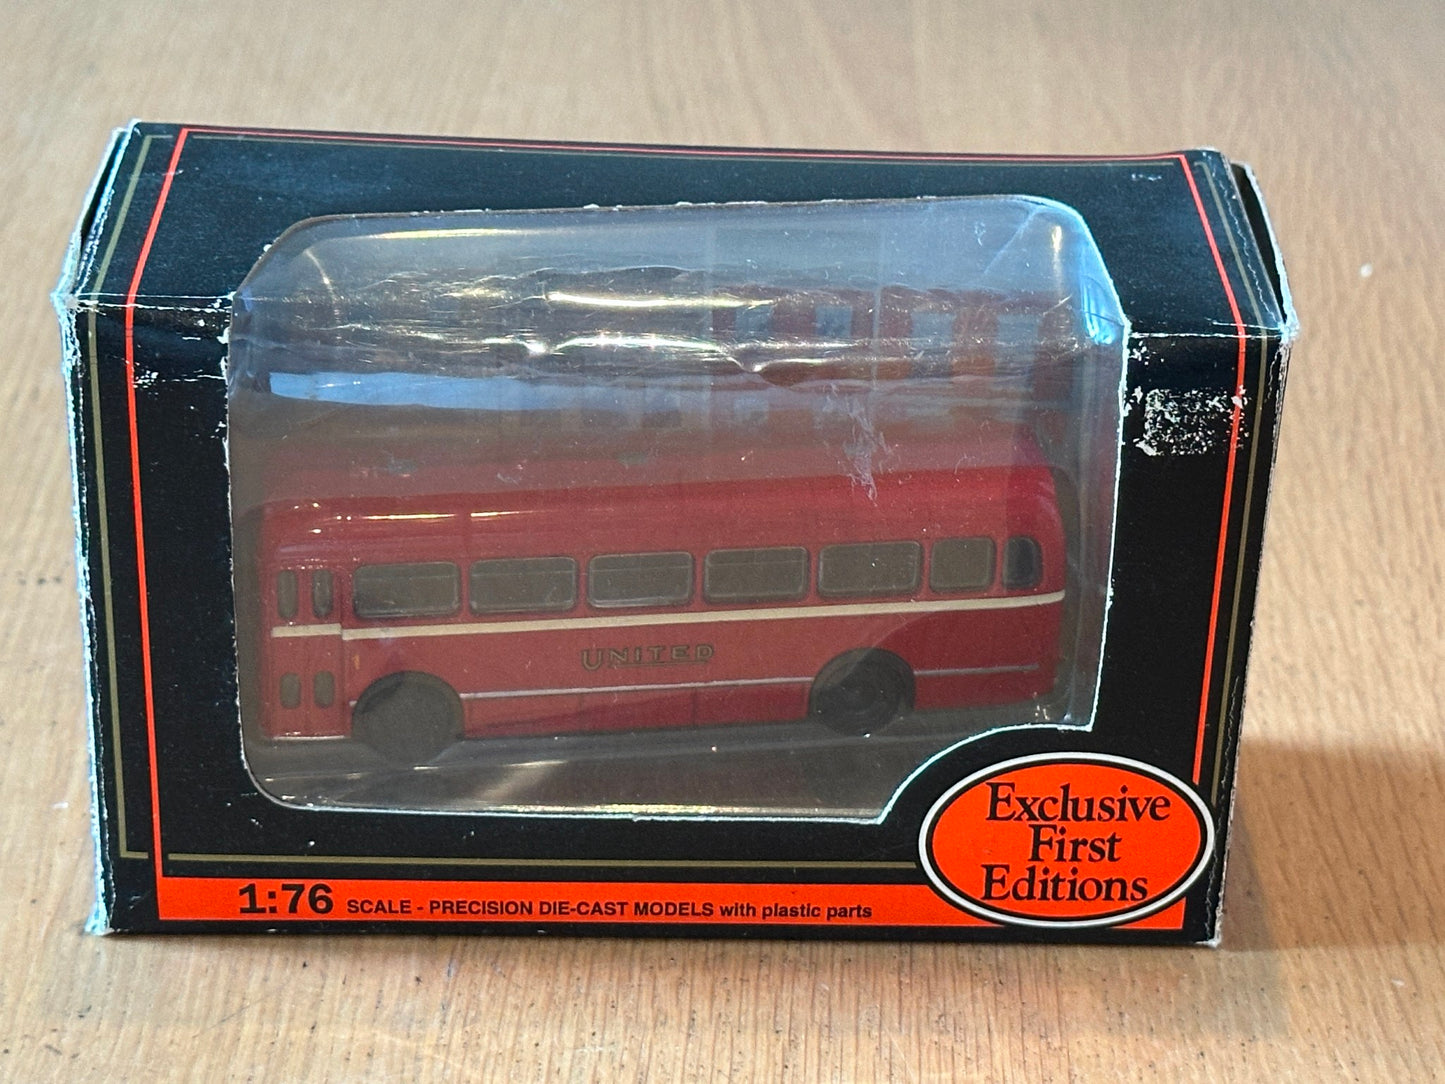 UNITED
Exclusive
First
Editions
1:76 SCALE - PRECISION DIE-CAST MODELS with plastic parts